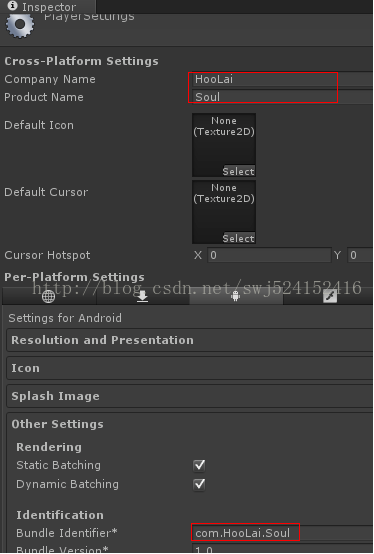 Inspector
PlayerSettings
Cross-Platform Settings
Company Name HooLai
Product Name Soul
Default Icon None
(Texture2D)
Select
Default Cursor None
(Texture2D)
Select
Cursor Hotspot X 0 Y 0
Per-Platform Settings
http://blog.csdn.net/swj524152416
Settings for Android
Resolution and Presentation
Icon
Splash Image
Other Settings
Rendering
Static Batching
Dynamic Batching
Identification
Bundle Identifier* com.HooLai.Soul
Bundle Version* 1.0